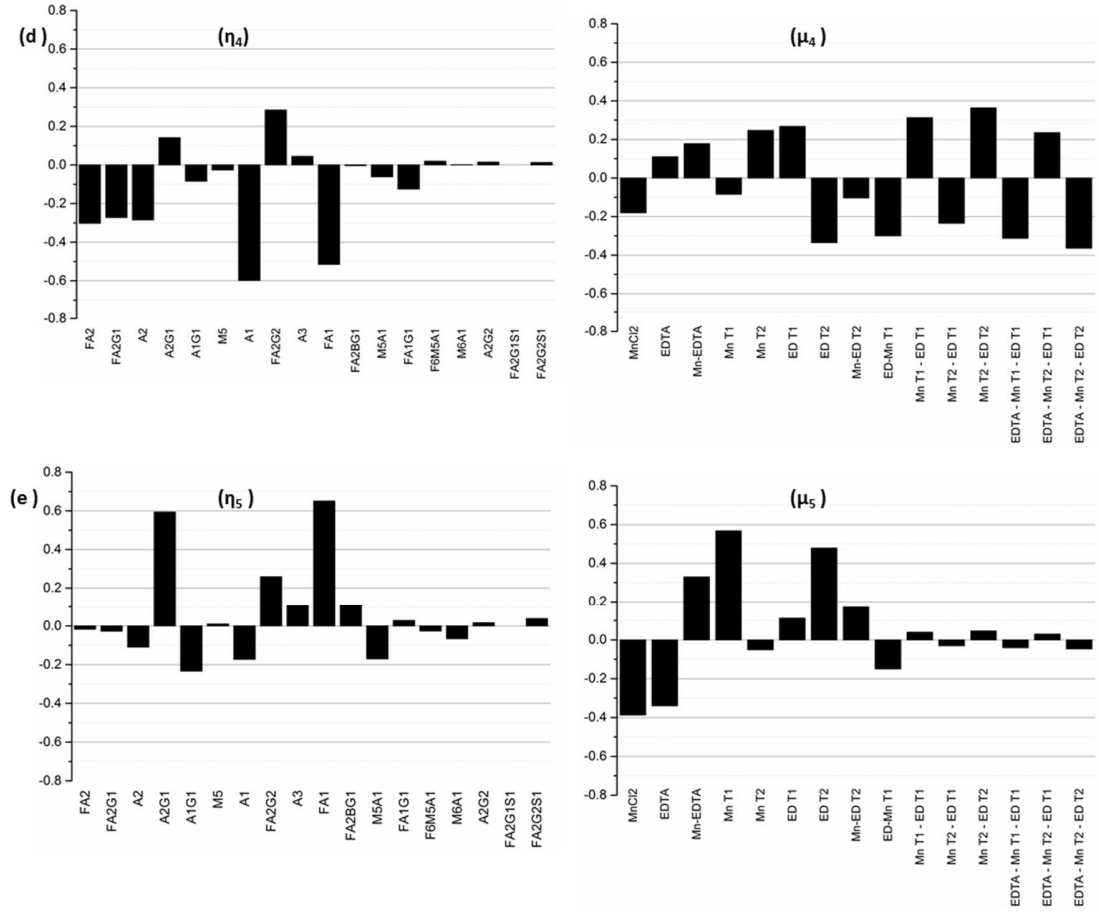 (d) (η4) (μ4)
0.8
0.6
0.4
0.2
0.0
-0.2
-0.4
-0.6
-0.8
FA2
FA2G1
A2
A2G1
A1G1
M5
A1
FA2G2
A3
FA1
FA2BG1
M5A1
FA1G1
F6M5A1
M6A1
A2G2
FA2G1S1
FA2G2S1
0.8
0.6
0.4
0.2
0.0
-0.2
-0.4
-0.6
-0.8
MnCl2
EDTA
Mn-EDTA
Mn T1
Mn T2
ED T1
ED T2
Mn-ED T2
ED-Mn T1
Mn T1 - ED T1
Mn T2 - ED T1
Mn T2 - ED T2
EDTA - Mn T1 - ED T1
EDTA - Mn T2 - ED T1
EDTA - Mn T2 - ED T2
(e) (η5) (μ5)
0.8
0.6
0.4
0.2
0.0
-0.2
-0.4
-0.6
-0.8
FA2
FA2G1
A2
A2G1
A1G1
M5
A1
FA2G2
A3
FA1
FA2BG1
M5A1
FA1G1
F6M5A1
M6A1
A2G2
FA2G1S1
FA2G2S1
0.8
0.6
0.4
0.2
0.0
-0.2
-0.4
-0.6
-0.8
MnCl2
EDTA
Mn-EDTA
Mn T1
Mn T2
ED T1
ED T2
Mn-ED T2
ED-Mn T1
Mn T1 - ED T1
Mn T2 - ED T1
Mn T2 - ED T2
EDTA - Mn T1 - ED T1
EDTA - Mn T2 - ED T1
EDTA - Mn T2 - ED T2